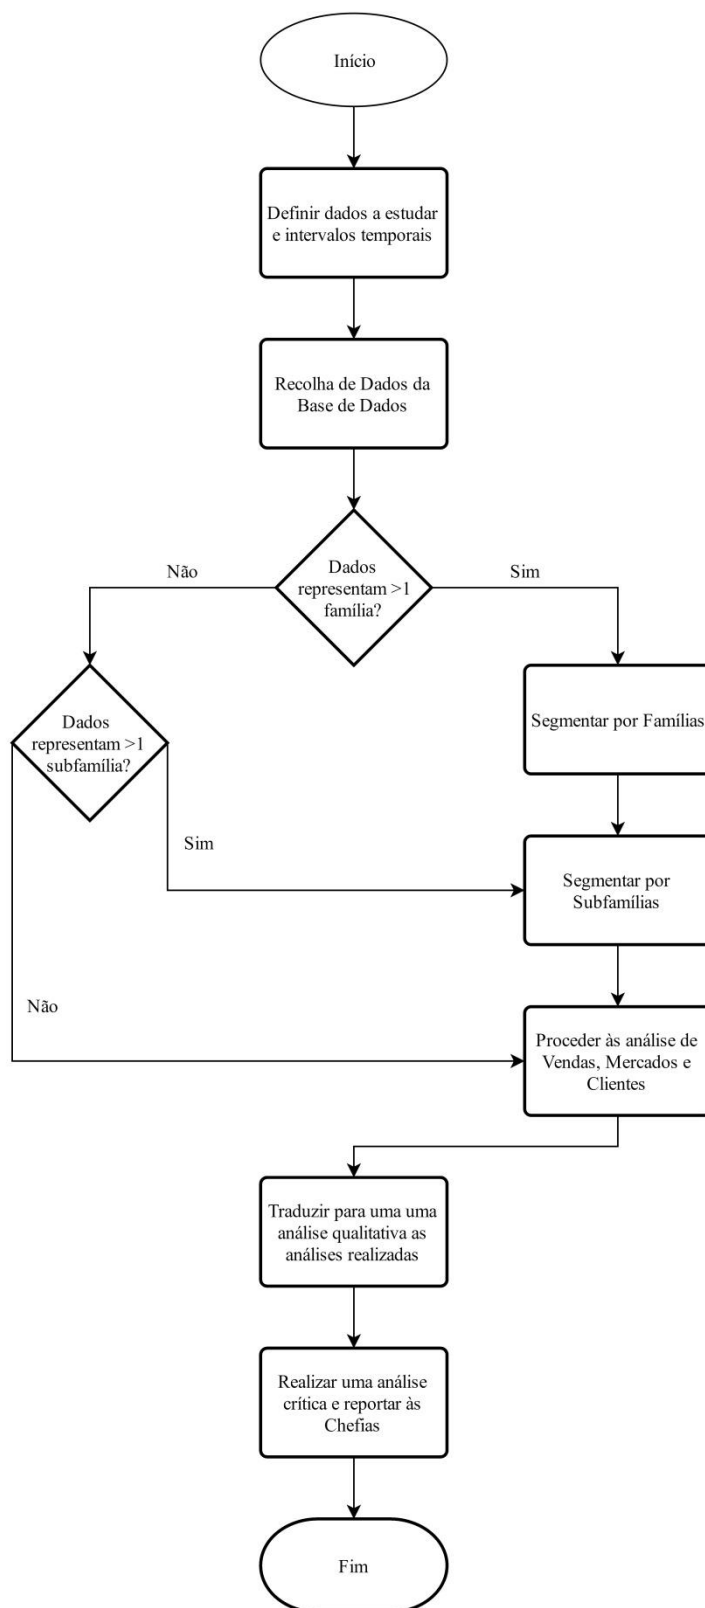 Início
Definir dados a estudar
e intervalos temporais
Recolha de Dados da
Base de Dados
Dados
representam >1
família?
Não
Sim
Dados
representam >1
subfamília?
Segmentar por Famílias
Sim
Segmentar por
Subfamílias
Não
Proceder às análise de
Vendas, Mercados e
Clientes
Traduzir para uma uma
análise qualitativa as
análises realizadas
Realizar uma análise
crítica e reportar às
Chefias
Fim